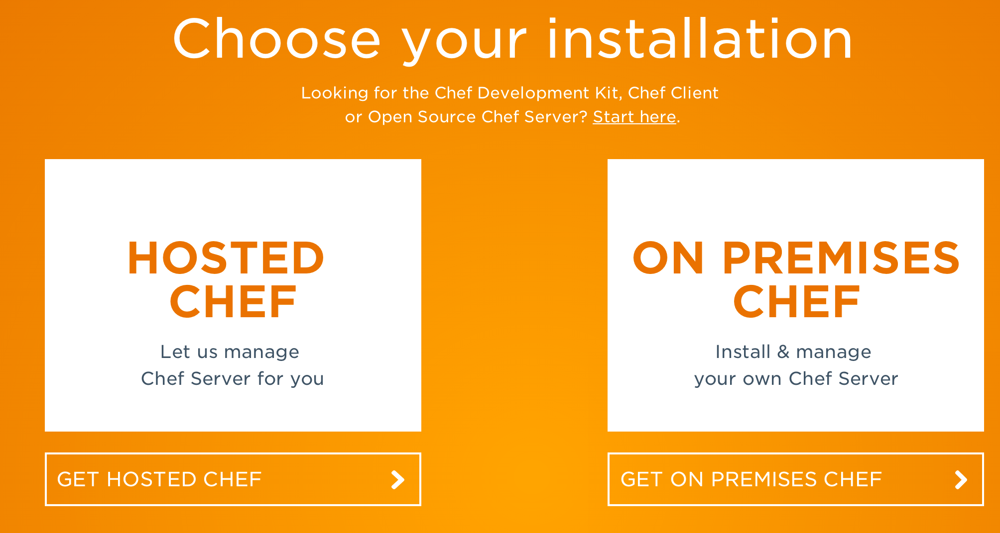 Choose your installation
Looking for the Chef Development Kit, Chef Client
or Open Source Chef Server? Start here.
HOSTED
CHEF
Let us manage
Chef Server for you
GET HOSTED CHEF
ON PREMISES
CHEF
Install & manage
your own Chef Server
GET ON PREMISES CHEF